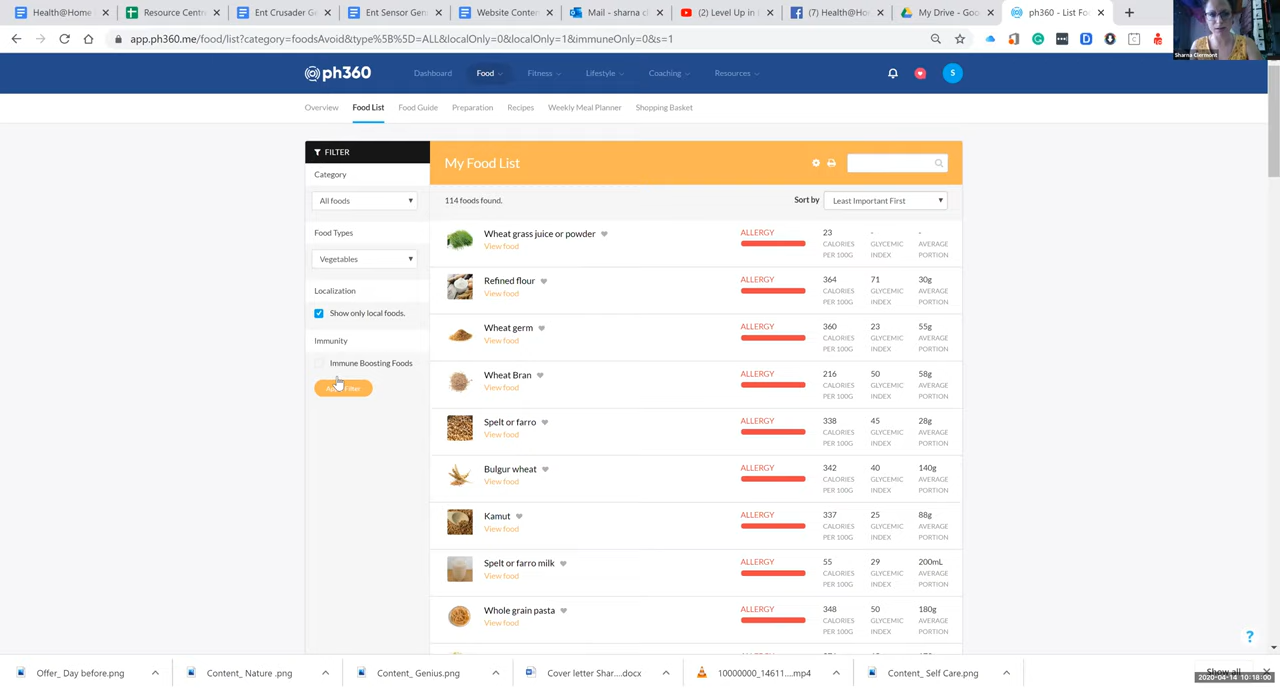 Health@Home
Resource Centr
Ent Crusader Ge
Ent Sensor Gen
Website Conten
Mail - sharna c
(2) Level Up in
(7) Health@Ho
My Drive - Goo
ph360 - List Fo
app.ph360.me/food/list?category=foodsAvoid&type%5B%5D=ALL&localOnly=0&localOnly=1&immuneOnly=0&s=1
Sharna Clermont
ph360
Dashboard
Food
Fitness
Lifestyle
Coaching
Resources
S
Overview
Food List
Food Guide
Preparation
Recipes
Weekly Meal Planner
Shopping Basket
FILTER
Category
All foods
Food Types
Vegetables
Localization
Show only local foods.
Immunity
Immune Boosting Foods
Filter
My Food List
114 foods found.
Sort by
Least Important First
Wheat grass juice or powder
View food
ALLERGY
23
CALORIES
PER 100G
-
GLYCEMIC
INDEX
-
AVERAGE
PORTION
Refined flour
View food
ALLERGY
364
CALORIES
PER 100G
71
GLYCEMIC
INDEX
30g
AVERAGE
PORTION
Wheat germ
View food
ALLERGY
360
CALORIES
PER 100G
23
GLYCEMIC
INDEX
55g
AVERAGE
PORTION
Wheat Bran
View food
ALLERGY
216
CALORIES
PER 100G
50
GLYCEMIC
INDEX
58g
AVERAGE
PORTION
Spelt or farro
View food
ALLERGY
338
CALORIES
PER 100G
45
GLYCEMIC
INDEX
28g
AVERAGE
PORTION
Bulgur wheat
View food
ALLERGY
342
CALORIES
PER 100G
40
GLYCEMIC
INDEX
140g
AVERAGE
PORTION
Kamut
View food
ALLERGY
337
CALORIES
PER 100G
25
GLYCEMIC
INDEX
88g
AVERAGE
PORTION
Spelt or farro milk
View food
ALLERGY
55
CALORIES
PER 100G
29
GLYCEMIC
INDEX
200mL
AVERAGE
PORTION
Whole grain pasta
View food
ALLERGY
348
CALORIES
PER 100G
50
GLYCEMIC
INDEX
180g
AVERAGE
PORTION
?
Offer_ Day before.png
Content_ Nature .png
Content_ Genius.png
Cover letter Shar....docx
10000000_14611....mp4
Content_ Self Care.png
Show all
2020-04-14 10:18:00